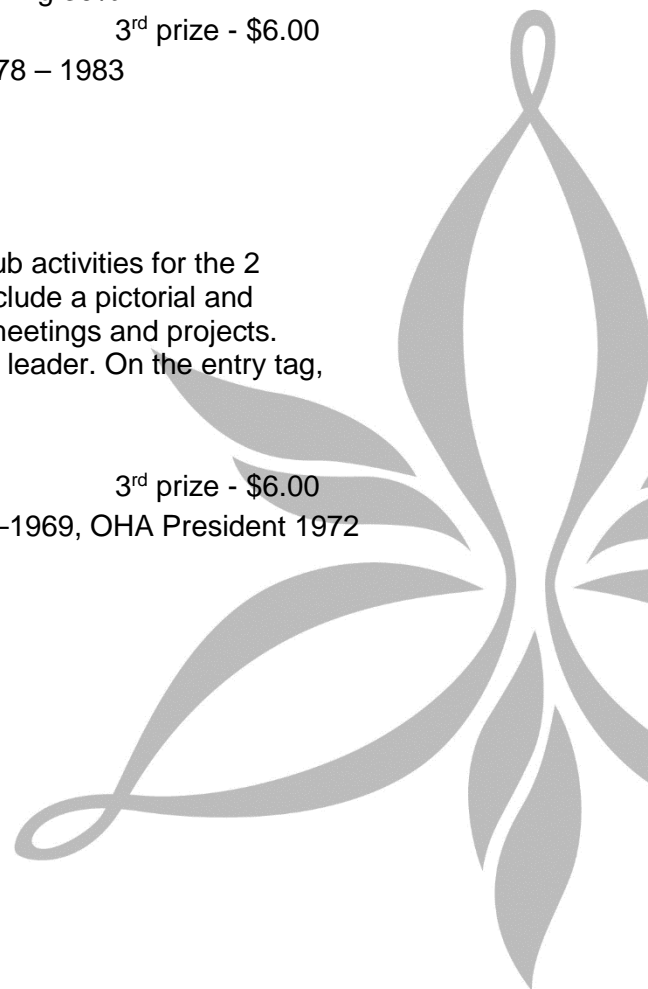 3rd prize - $6.00
78 – 1983
ub activities for the 2
clude a pictorial and
meetings and projects.
leader. On the entry tag,
3rd prize - $6.00
–1969, OHA President 1972